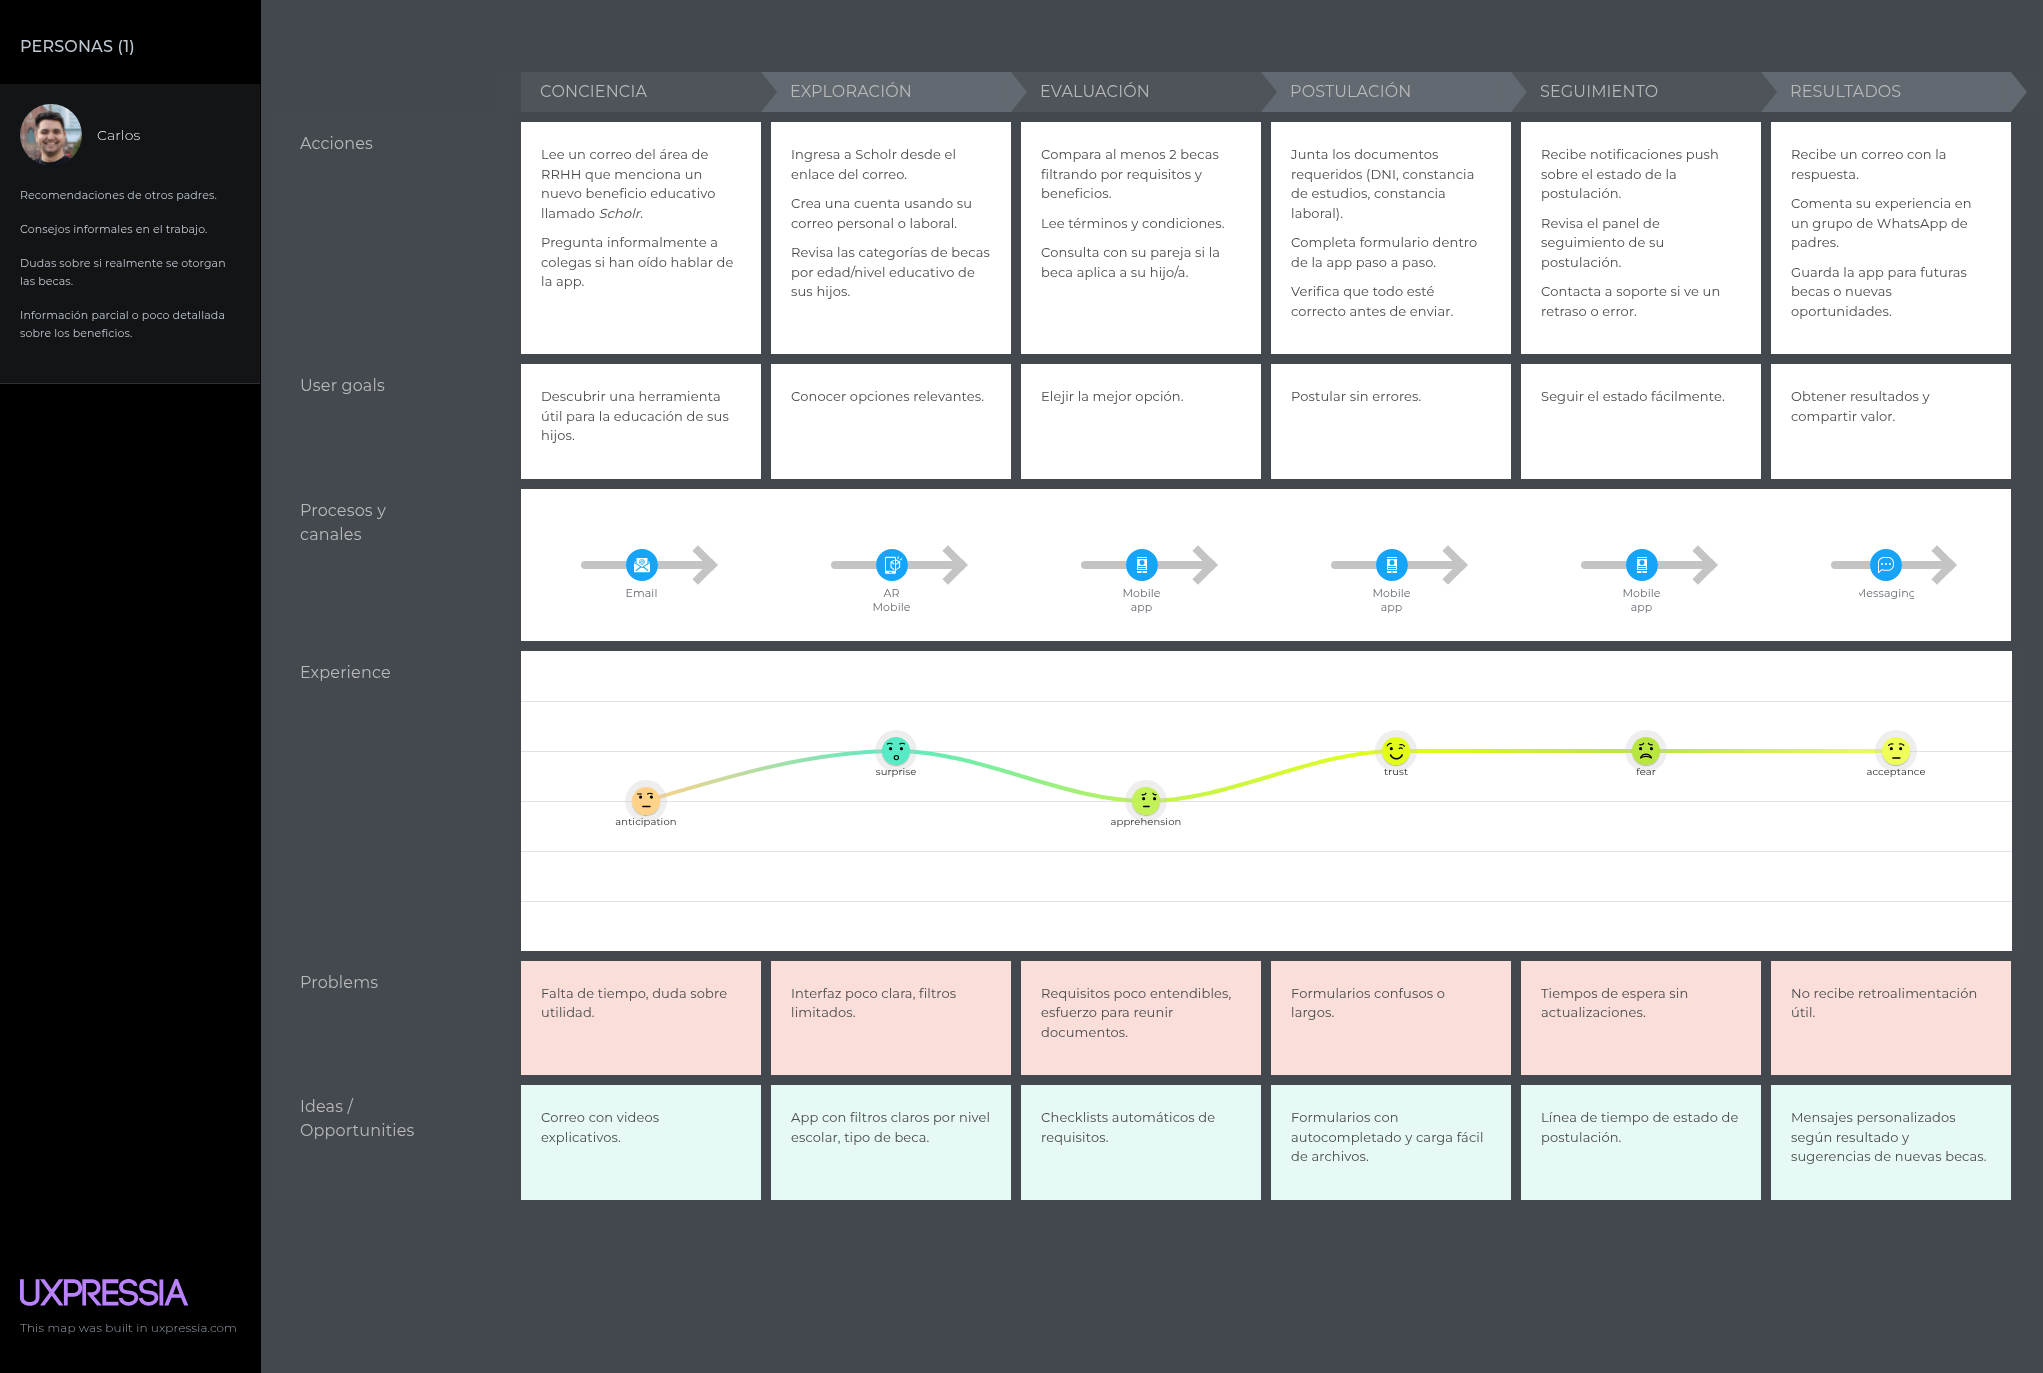 PERSONAS (1)
Carlos
Recomendaciones de otros padres.
Consejos informales en el trabajo.
Dudas sobre si realmente se otorgan
las becas.
Información parcial o poco detallada
sobre los beneficios.
CONCIENCIA
EXPLORACIÓN
EVALUACIÓN
POSTULACIÓN
SEGUIMIENTO
RESULTADOS
Acciones
Lee un correo del área de
RRHH que menciona un
nuevo beneficio educativo
llamado Scholr.
Pregunta informalmente a
colegas si han oído hablar de
la app.
Ingresa a Scholr desde el
enlace del correo.
Crea una cuenta usando su
correo personal o laboral.
Revisa las categorías de becas
por edad/nivel educativo de
sus hijos.
Compara al menos 2 becas
filtrando por requisitos y
beneficios.
Lee términos y condiciones.
Consulta con su pareja si la
beca aplica a su hijo/a.
Junta los documentos
requeridos (DNI, constancia
de estudios, constancia
laboral).
Completa formulario dentro
de la app paso a paso.
Verifica que todo esté
correcto antes de enviar.
Recibe notificaciones push
sobre el estado de la
postulación.
Revisa el panel de
seguimiento de su
postulación.
Contacta a soporte si ve un
retraso o error.
Recibe un correo con la
respuesta.
Comenta su experiencia en
un grupo de WhatsApp de
padres.
Guarda la app para futuras
becas o nuevas
oportunidades.
User goals
Descubrir una herramienta
útil para la educación de sus
hijos.
Conocer opciones relevantes.
Elejir la mejor opción.
Postular sin errores.
Seguir el estado fácilmente.
Obtener resultados y
compartir valor.
Procesos y
canales
Email
AR
Mobile
Mobile
app
Mobile
app
Mobile
app
Messaging
Experience
anticipation
surprise
apprehension
trust
fear
acceptance
Problems
Falta de tiempo, duda sobre
utilidad.
Interfaz poco clara, filtros
limitados.
Requisitos poco entendibles,
esfuerzo para reunir
documentos.
Formularios confusos o
largos.
Tiempos de espera sin
actualizaciones.
No recibe retroalimentación
útil.
Ideas /
Opportunities
Correo con videos
explicativos.
App con filtros claros por nivel
escolar, tipo de beca.
Checklists automáticos de
requisitos.
Formularios con
autocompletado y carga fácil
de archivos.
Línea de tiempo de estado de
postulación.
Mensajes personalizados
según resultado y
sugerencias de nuevas becas.
UXPRESSIA
This map was built in uxpressia.com